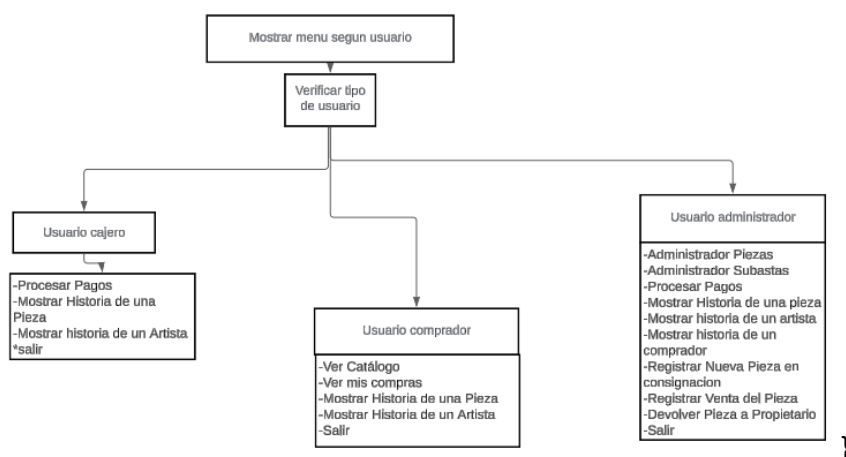 Mostrar menu segun usuario
Verificar tipo
de usuario
Usuario cajero
-Procesar Pagos
-Mostrar Historia de una
Pieza
-Mostrar historia de un Artista
*salir
Usuario comprador
-Ver Catálogo
-Ver mis compras
-Mostrar Historia de una Pieza
-Mostrar Historia de un Artista
-Salir
Usuario administrador
-Administrador Piezas
-Administrador Subastas
-Procesar Pagos
-Mostrar Historia de una pieza
-Mostrar historia de un artista
-Mostrar historia de un
comprador
-Registrar Nueva Pieza en
consignacion
-Registrar Venta del Pieza
-Devolver Pieza a Propietario
-Salir